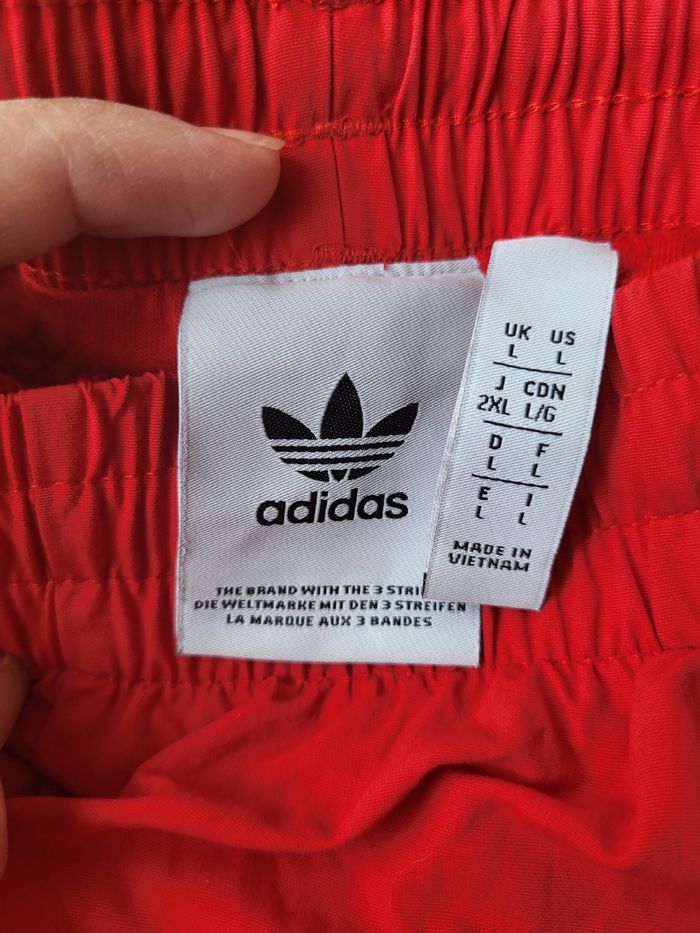 adidas
THE BRAND WITH THE 3 STRI
DIE WELTMARKE MIT DEN 3 STREIFEN
LA MARQUE AUX 3 BANDES
UK US
L L
J CDN
2XL L/G
D F
L L
E I
L L
MADE IN
VIETNAM